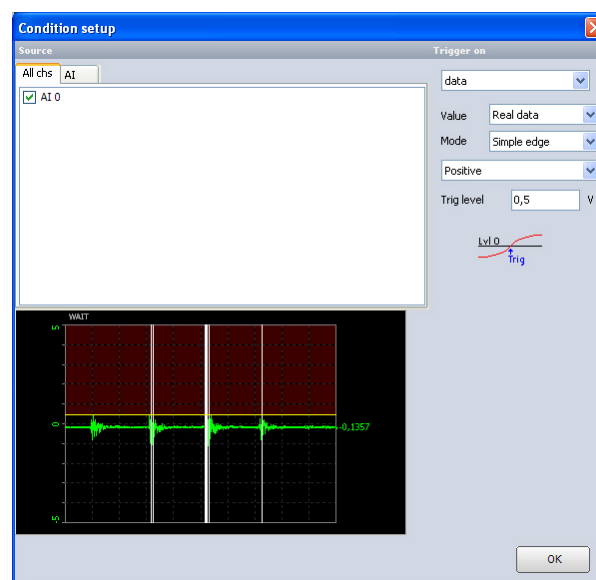 Condition setup
Source
Trigger on
All chs AI
AI 0
data
Value Real data
Mode Simple edge
Positive
Trig level 0,5 V
Lvl 0
Trig
WAIT
5
0
-0,1357
-5
OK